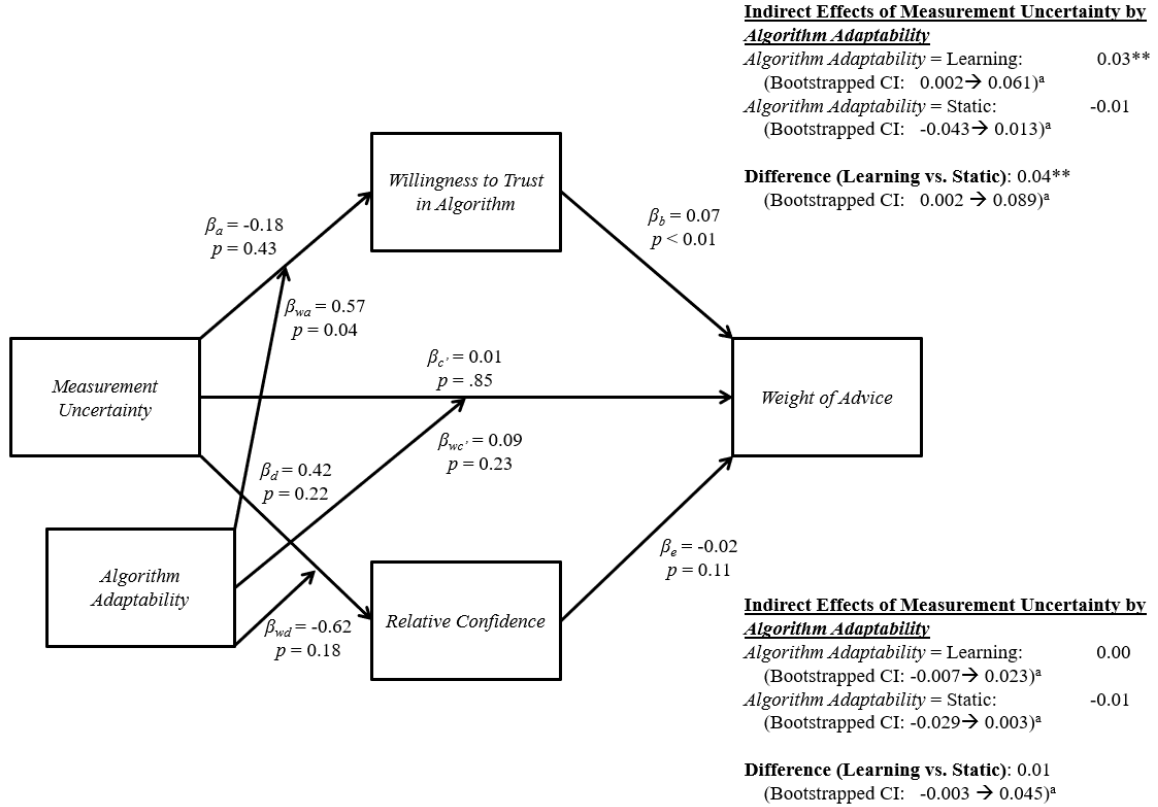 Indirect Effects of Measurement Uncertainty by
Algorithm Adaptability
Algorithm Adaptability = Learning: 0.03**
(Bootstrapped CI: 0.002→ 0.061)ª
Algorithm Adaptability = Static: -0.01
(Bootstrapped CI: -0.043→ 0.013)ª
Difference (Learning vs. Static): 0.04**
(Bootstrapped CI: 0.002 → 0.089)ª
Willingness to Trust
in Algorithm
βa = -0.18
p = 0.43
βb = 0.07
p < 0.01
βwa = 0.57
p = 0.04
Measurement
Uncertainty
βc' = 0.01
p = .85
Weight of Advice
βwc' = 0.09
p = 0.23
βd = 0.42
p = 0.22
Algorithm
Adaptability
βe = -0.02
p = 0.11
Relative Confidence
βwd = -0.62
p = 0.18
Indirect Effects of Measurement Uncertainty by
Algorithm Adaptability
Algorithm Adaptability = Learning: 0.00
(Bootstrapped CI: -0.007→ 0.023)ª
Algorithm Adaptability = Static: -0.01
(Bootstrapped CI: -0.029→ 0.003)ª
Difference (Learning vs. Static): 0.01
(Bootstrapped CI: -0.003 → 0.045)ª